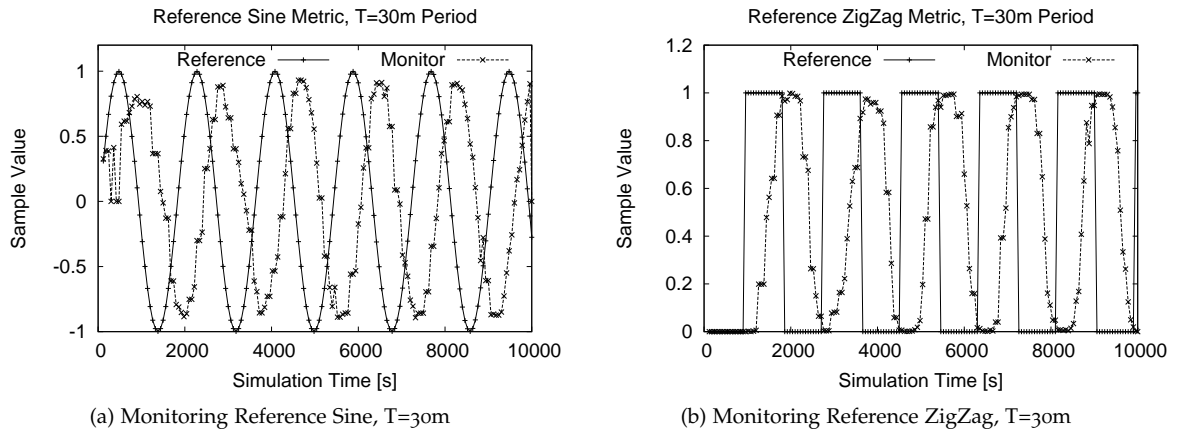 Reference Sine Metric, T=30m Period
Reference
Monitor
1
0.5
0
-0.5
-1
Sample Value
0 2000 4000 6000 8000 10000
Simulation Time [s]
(a) Monitoring Reference Sine, T=30m
Reference ZigZag Metric, T=30m Period
Reference
Monitor
1.2
1
0.8
0.6
0.4
0.2
0
Sample Value
0 2000 4000 6000 8000 10000
Simulation Time [s]
(b) Monitoring Reference ZigZag, T=30m